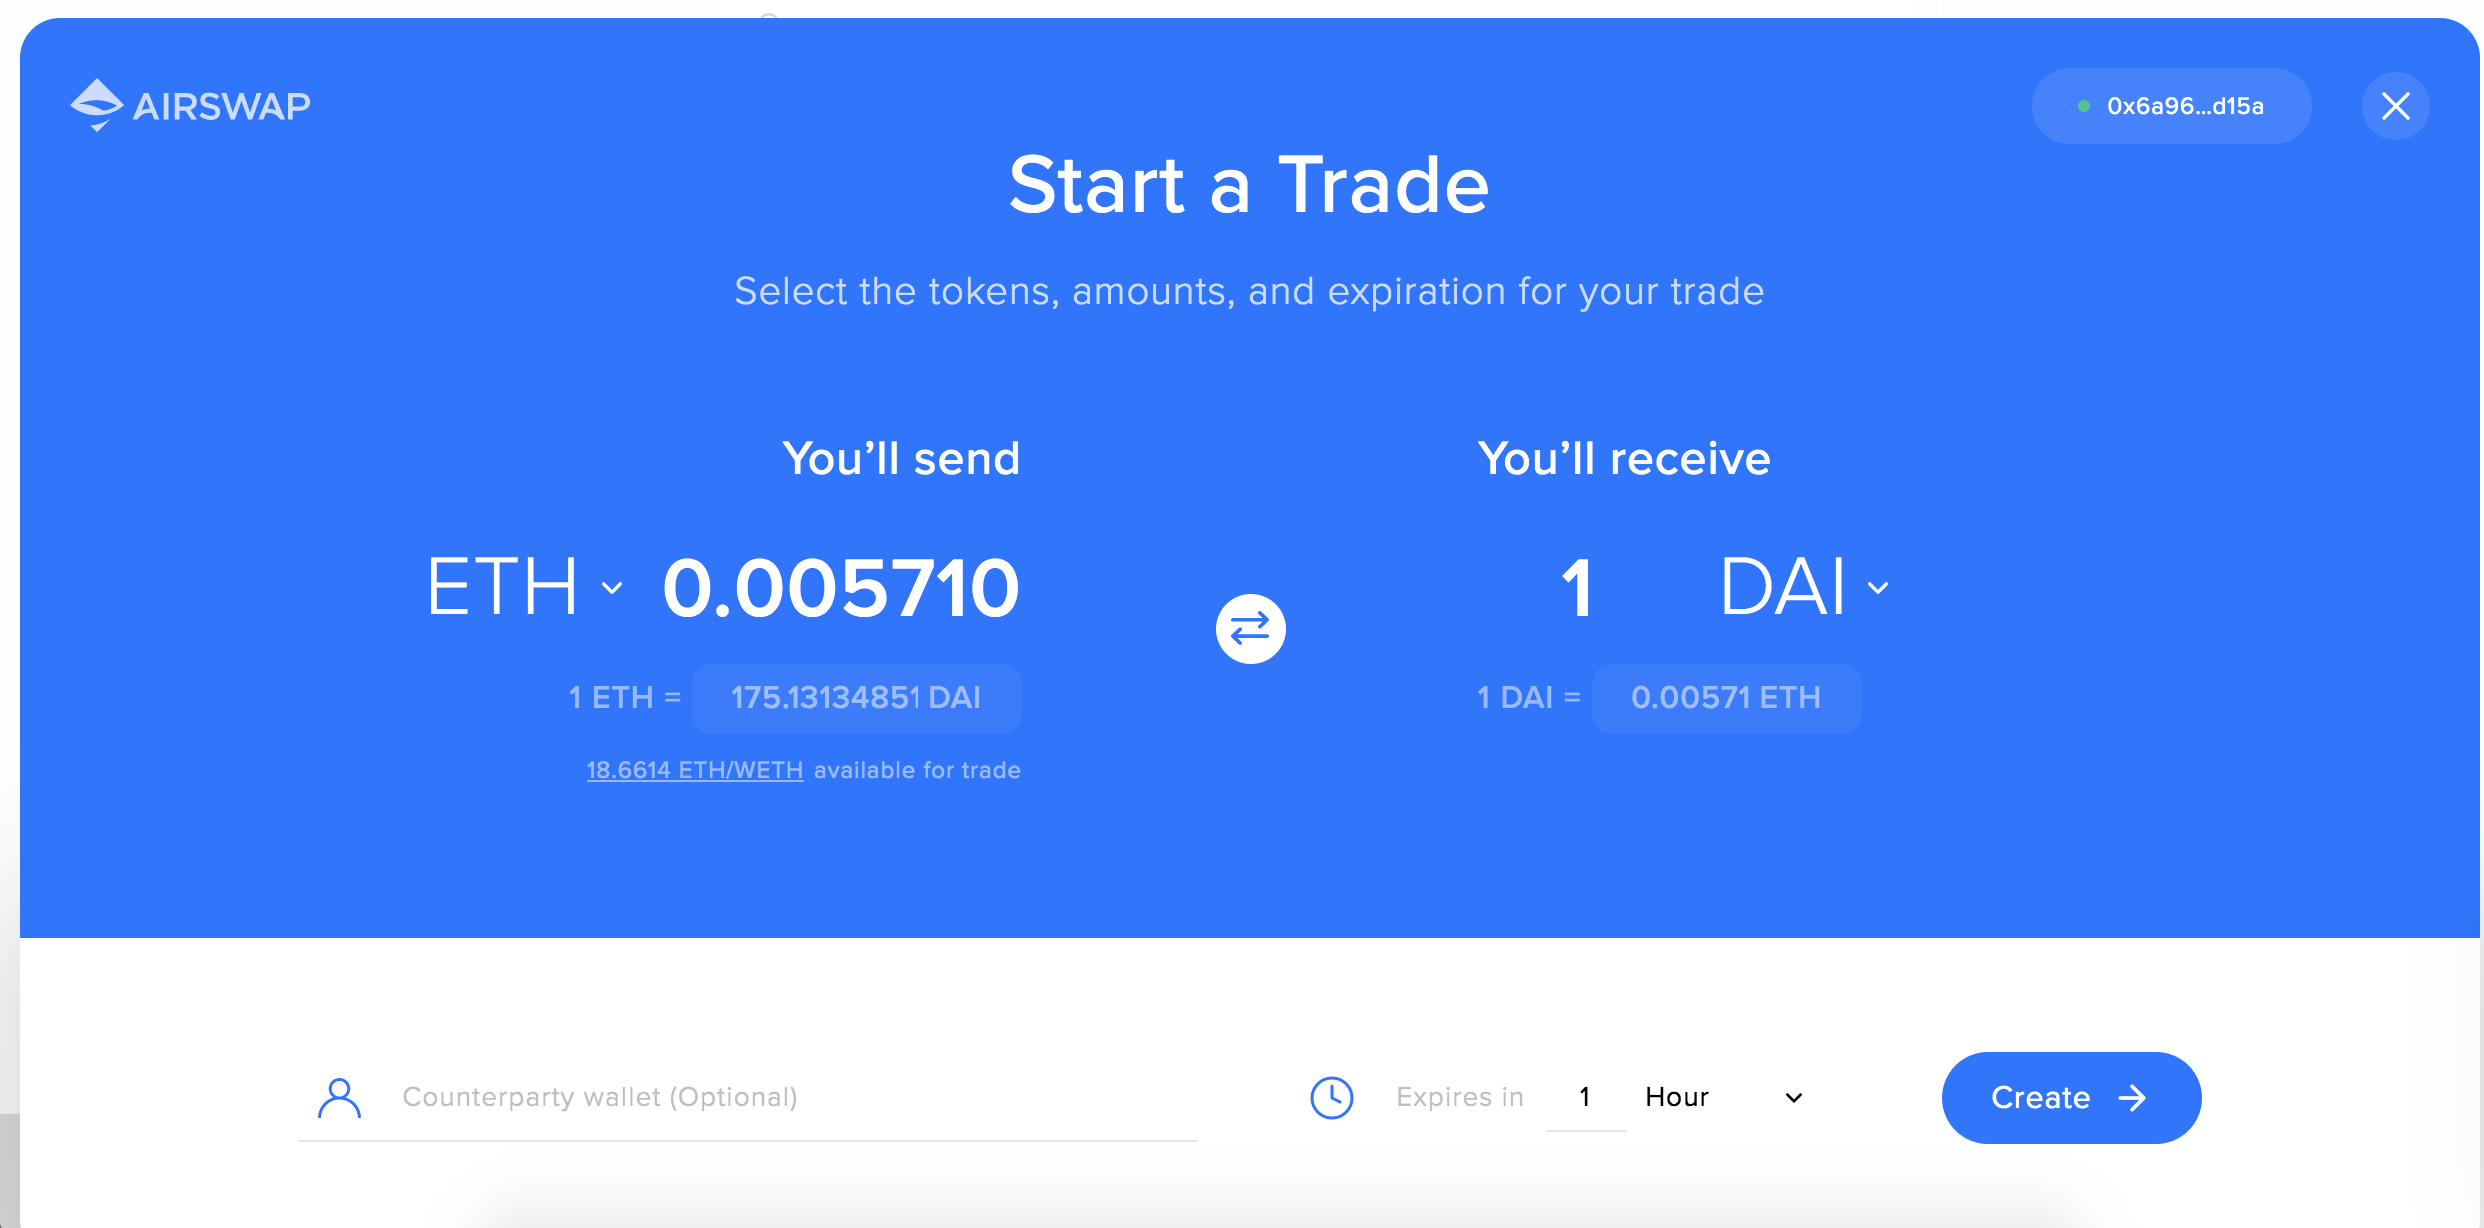 AIRSWAP
0x6a96...d15a
Start a Trade
Select the tokens, amounts, and expiration for your trade
You’ll send
ETH 0.005710
1 ETH = 175.13134851 DAI
18.6614 ETH/WETH available for trade
You’ll receive
1 DAI
1 DAI = 0.00571 ETH
Counterparty wallet (Optional)
Expires in 1 Hour
Create